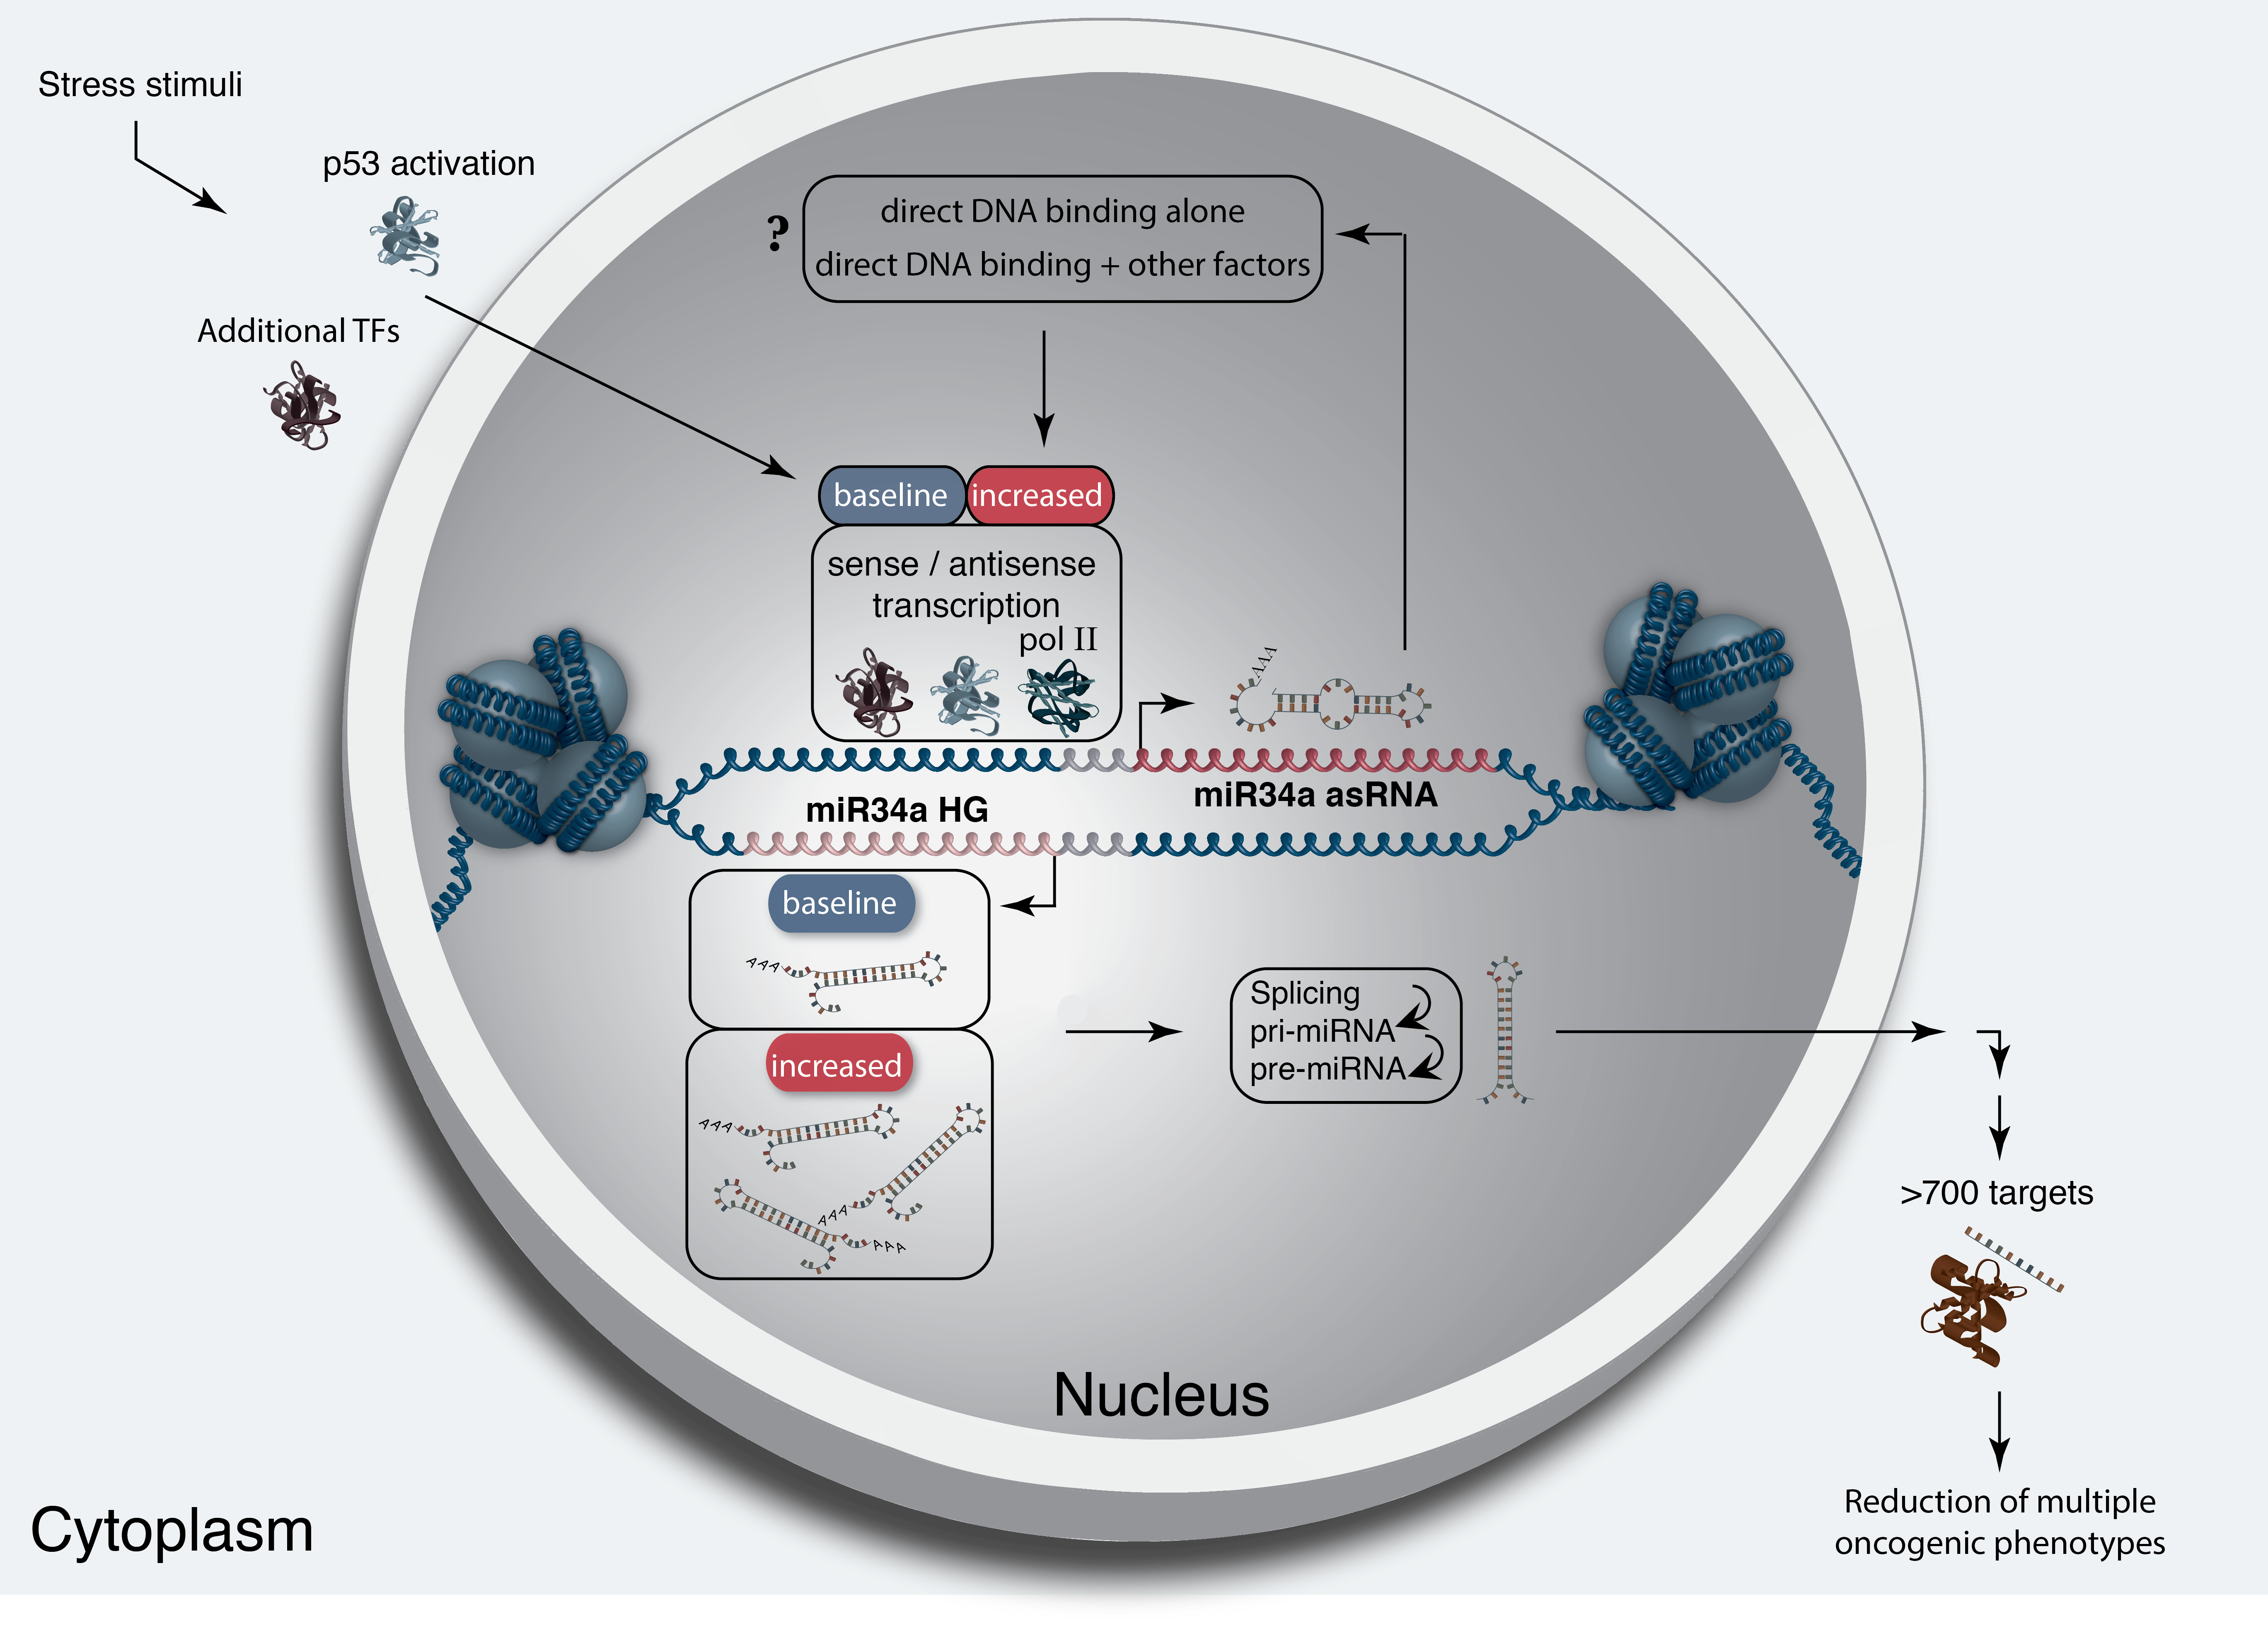 Stress stimuli
p53 activation
Additional TFs
?
direct DNA binding alone
direct DNA binding + other factors
baseline
increased
sense / antisense
transcription
pol II
AAA
miR34a HG
miR34a asRNA
baseline
AAA
increased
AAA
AAA
AAA
Splicing
pri-miRNA
pre-miRNA
>700 targets
Reduction of multiple
oncogenic phenotypes
Nucleus
Cytoplasm